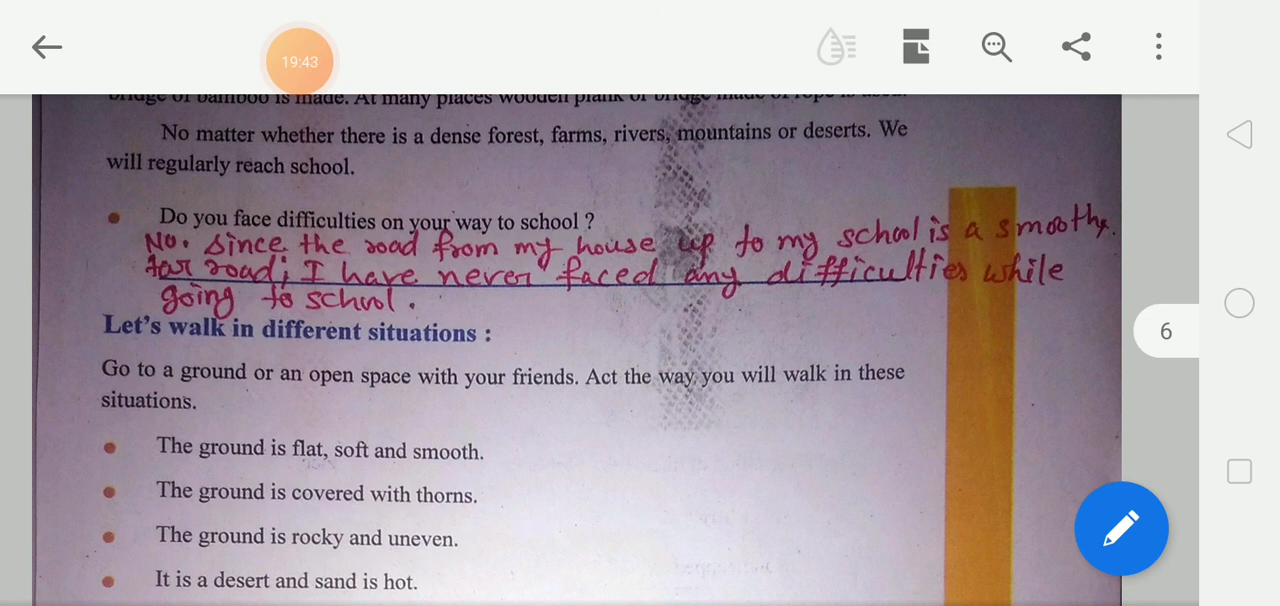 19:43
bridge of bamboo is made. At many places wooden plank or bridge made of rope is used.
No matter whether there is a dense forest, farms, rivers, mountains or deserts. We
will regularly reach school.
Do you face difficulties on your way to school ?
No. Since the road from my house up to my school is a smooth,
tar road; I have never faced any difficulties while
going to school.
Let's walk in different situations :
Go to a ground or an open space with your friends. Act the way you will walk in these
situations.
The ground is flat, soft and smooth.
The ground is covered with thorns.
The ground is rocky and uneven.
It is a desert and sand is hot.
6